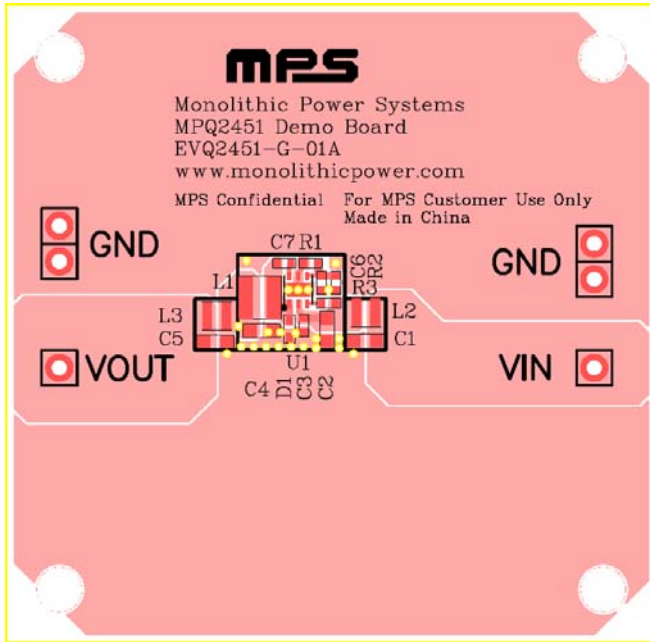 MPS
Monolithic Power Systems
MPQ2451 Demo Board
EVQ2451-G-01A
www.monolithicpower.com
MPS Confidential For MPS Customer Use Only
Made in China
GND
GND
C7 R1
C6
R2
L1
R3
L3
L2
C5
C1
U1
VOUT
VIN
C4
D1
C3
C2